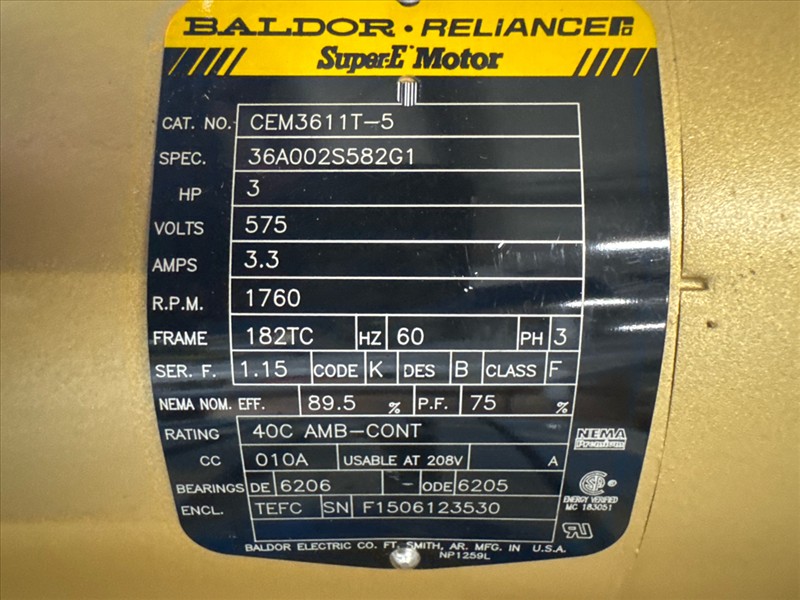 BALDOR • RELIANCE
Super-E Motor
CAT. NO. CEM3611T-5
SPEC. 36A002S582G1
HP 3
VOLTS 575
AMPS 3.3
R.P.M. 1760
FRAME 182TC HZ 60 PH 3
SER. F. 1.15 CODE K DES B CLASS F
NEMA NOM. EFF. 89.5 % P.F. 75 %
RATING 40C AMB-CONT
NEMA
Premium
CC 010A USABLE AT 208V A
BEARINGS DE 6206 - ODE 6205
ENERGY VERIFIED
MC 183051
ENCL. TEFC SN F1506123530
BALDOR ELECTRIC CO. FT. SMITH, AR. MFG. IN U.S.A.
NP1259L